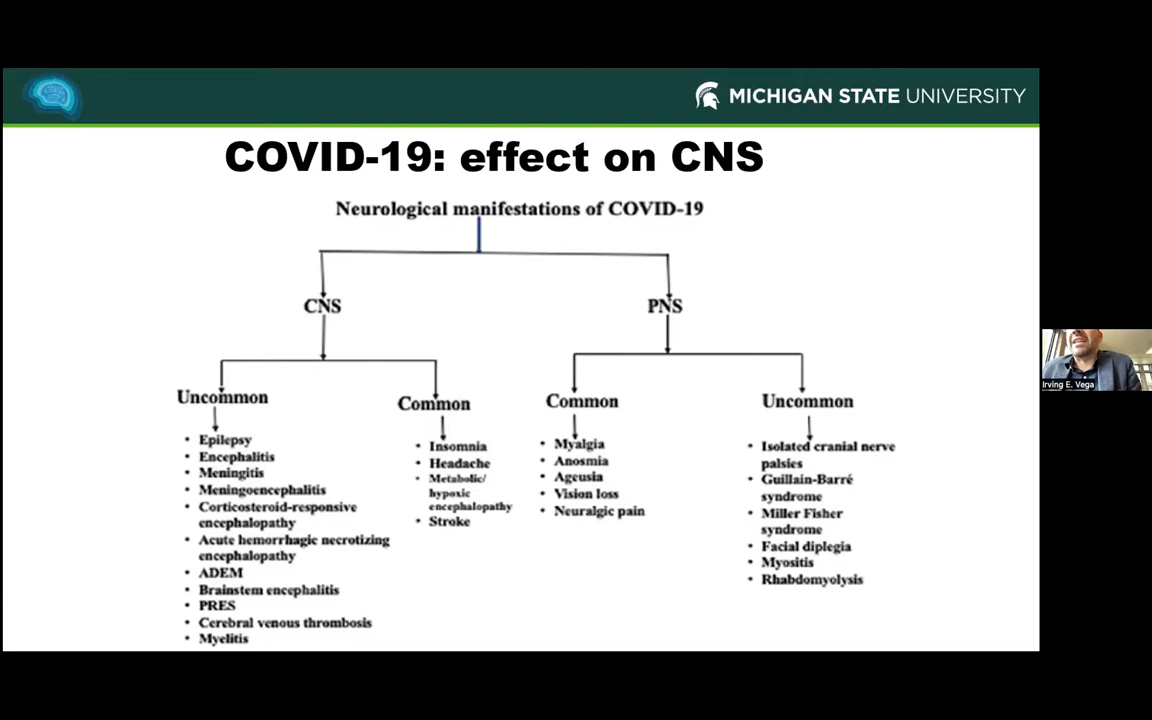 MICHIGAN STATE UNIVERSITY
COVID-19: effect on CNS
Neurological manifestations of COVID-19
CNS
PNS
Uncommon
• Epilepsy
• Encephalitis
• Meningitis
• Meningoencephalitis
• Corticosteroid-responsive
encephalopathy
• Acute hemorrhagic necrotizing
encephalopathy
• ADEM
• Brainstem encephalitis
• PRES
• Cerebral venous thrombosis
• Myelitis
Common
• Insomnia
• Headache
• Metabolic/
hypoxic
encephalopathy
• Stroke
Common
• Myalgia
• Anosmia
• Ageusia
• Vision loss
• Neuralgic pain
Uncommon
• Isolated cranial nerve
palsies
• Guillain-Barré
syndrome
• Miller Fisher
syndrome
• Facial diplegia
• Myositis
• Rhabdomyolysis
Irving E. Vega